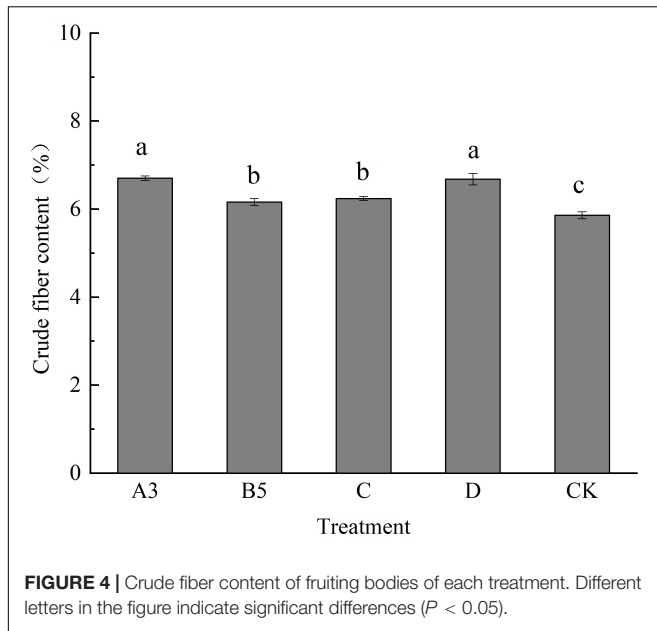 10
8
6
4
2
0
Crude fiber content（%）
a
b
b
a
c
A3 B5 C D CK
Treatment
FIGURE 4 | Crude fiber content of fruiting bodies of each treatment. Different
letters in the figure indicate significant differences (P < 0.05).